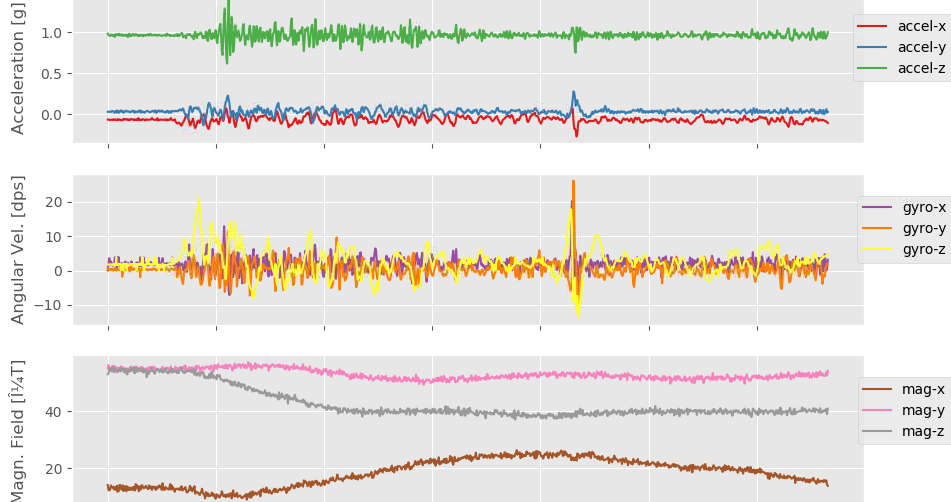 Acceleration [g]
1.0
0.5
0.0
accel-x
accel-y
accel-z
Angular Vel. [dps]
20
10
0
−10
gyro-x
gyro-y
gyro-z
Magn. Field [Î¼T]
40
20
mag-x
mag-y
mag-z